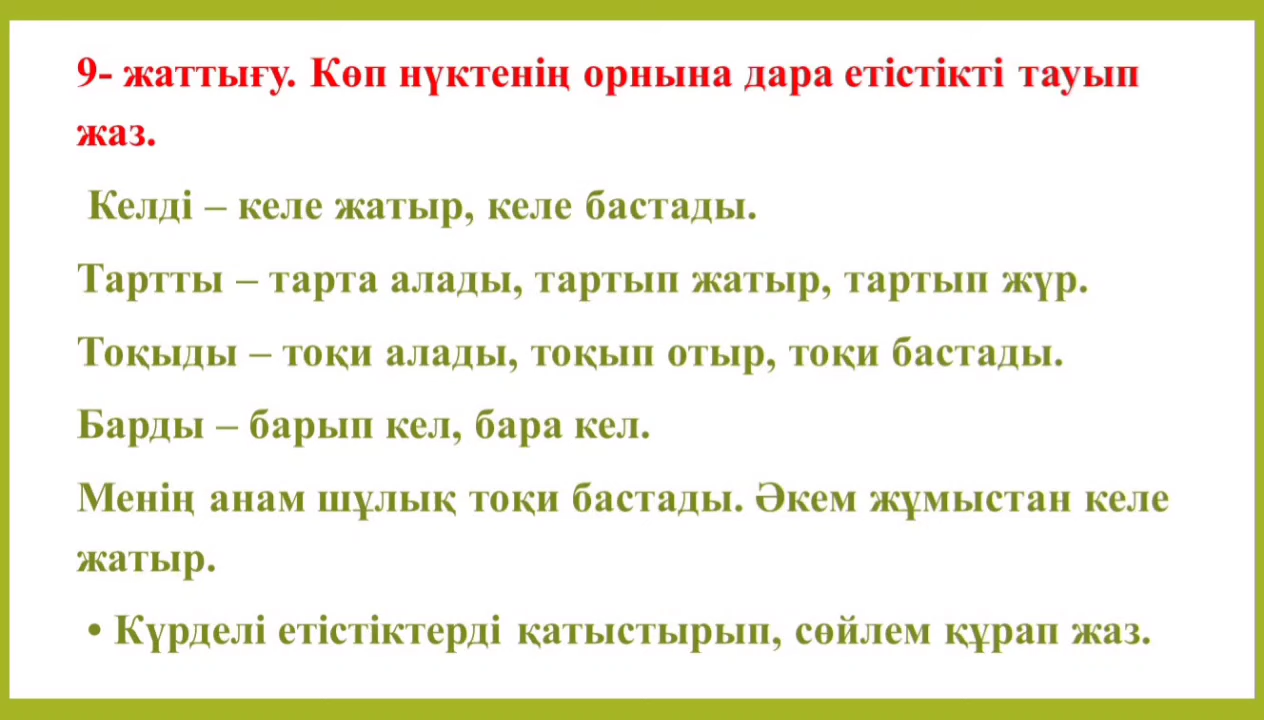 9- жаттығу. Көп нүктенің орнына дара етістікті тауып
жаз.
Келді – келе жатыр, келе бастады.
Тартты – тарта алады, тартып жатыр, тартып жүр.
Тоқыды – тоқи алады, тоқып отыр, тоқи бастады.
Барды – барып кел, бара кел.
Менің анам шұлық тоқи бастады. Әкем жұмыстан келе
жатыр.
• Күрделі етістіктерді қатыстырып, сөйлем құрап жаз.